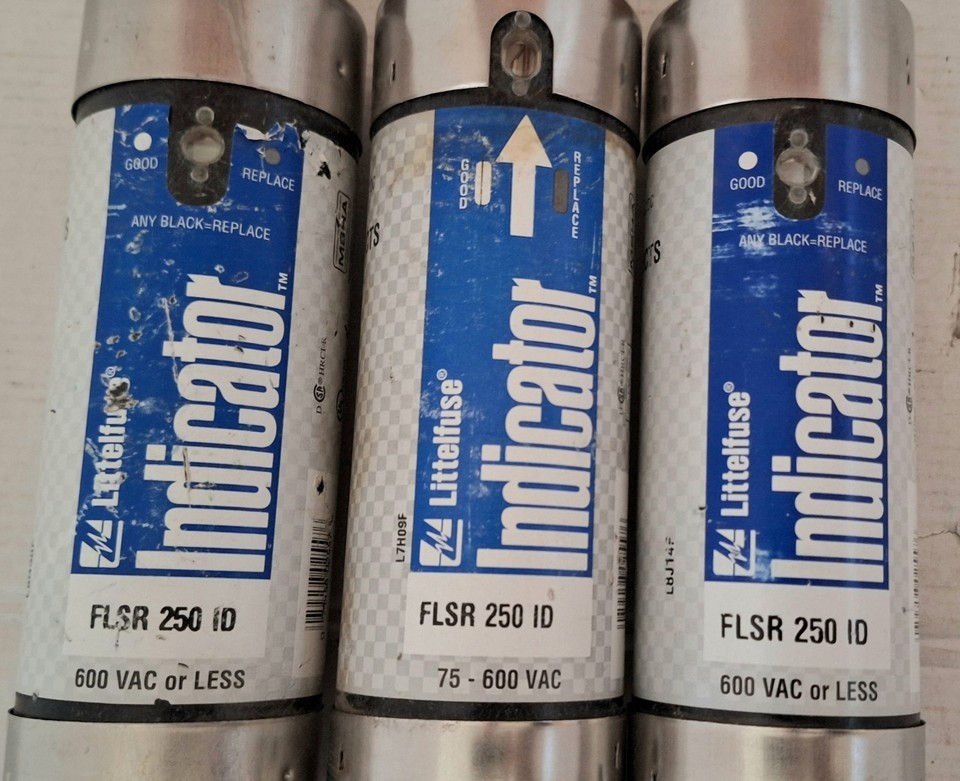 GOOD
REPLACE
ANY BLACK=REPLACE
MSHA
Littelfuse®
Indicator™
FLSR 250 ID
600 VAC or LESS
GOOD
REPLACE
Littelfuse®
Indicator™
L7H09F
FLSR 250 ID
75 - 600 VAC
GOOD
REPLACE
ANY BLACK=REPLACE
Littelfuse®
Indicator™
L8J14F
FLSR 250 ID
600 VAC or LESS